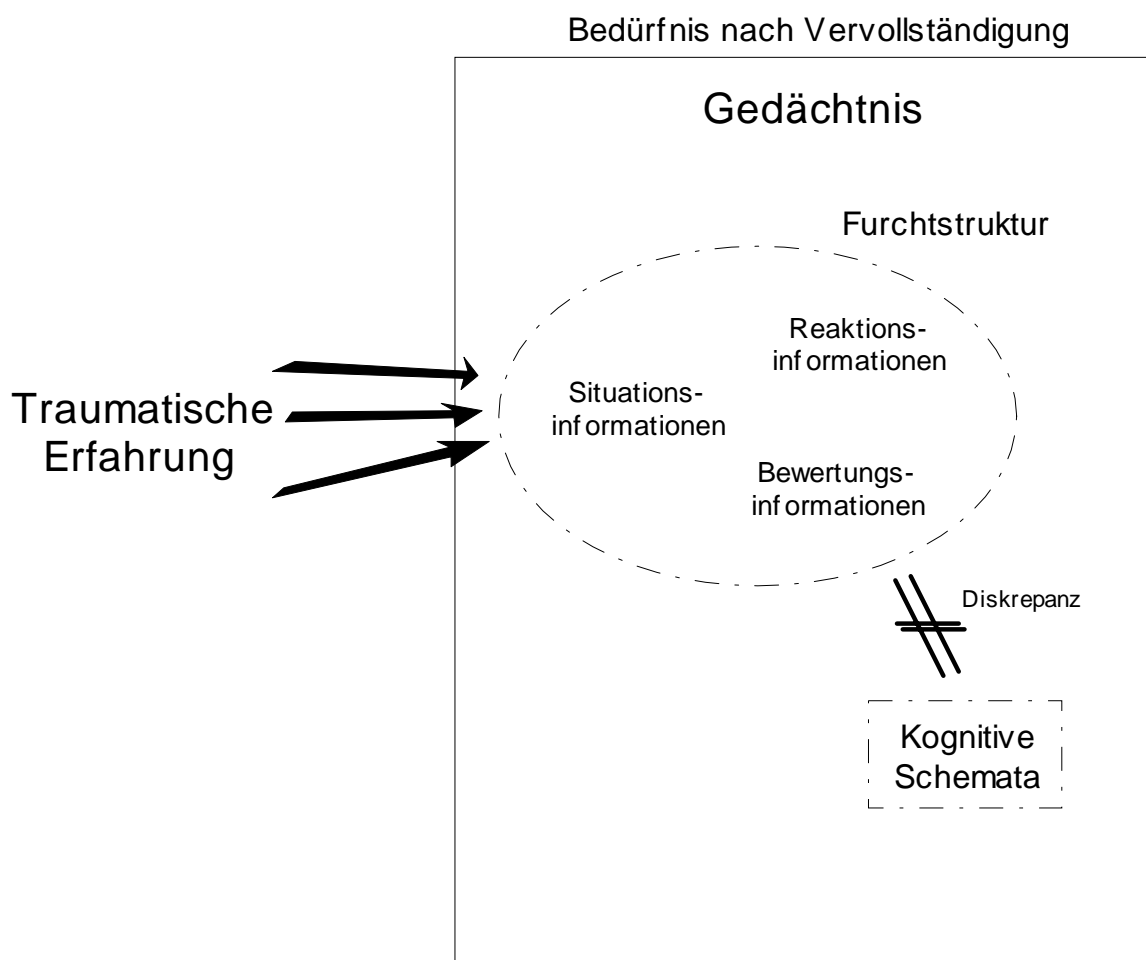 Bedürfnis nach Vervollständigung
Gedächtnis
Furchtstruktur
Reaktions-
informationen
Situations-
informationen
Traumatische
Erfahrung
Bewertungs-
informationen
Diskrepanz
Kognitive
Schemata